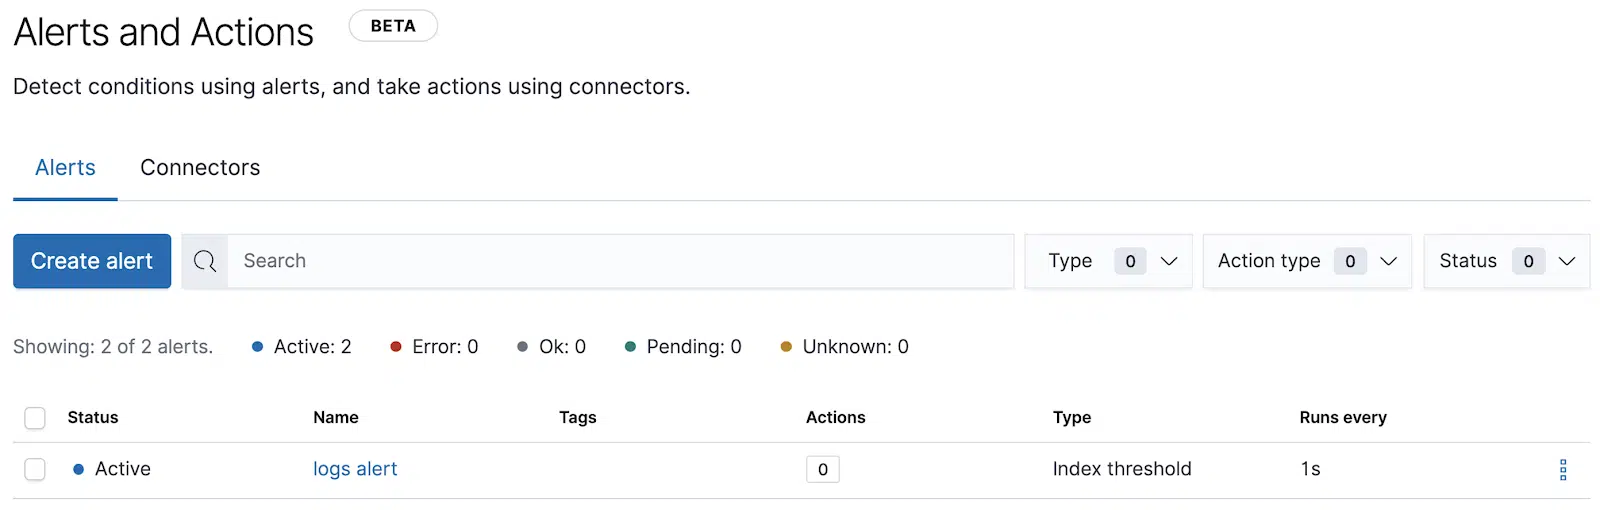 Alerts and Actions BETA
Detect conditions using alerts, and take actions using connectors.
Alerts Connectors
Create alert Search Type 0 Action type 0 Status 0
Showing: 2 of 2 alerts. Active: 2 Error: 0 Ok: 0 Pending: 0 Unknown: 0
Status Name Tags Actions Type Runs every
Active logs alert 0 Index threshold 1s